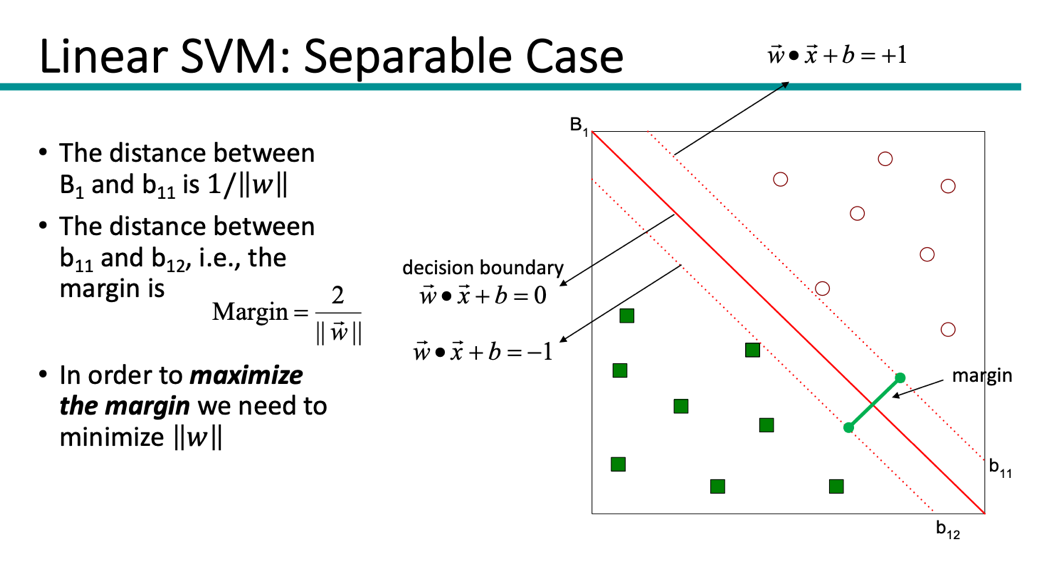 Linear SVM: Separable Case
w⃗ • x⃗ + b = +1
• The distance between
B₁ and b₁₁ is 1/‖w‖
• The distance between
b₁₁ and b₁₂, i.e., the
margin is
Margin = 2 / ‖ w⃗ ‖
• In order to maximize
the margin we need to
minimize ‖w‖
B₁
decision boundary
w⃗ • x⃗ + b = 0
w⃗ • x⃗ + b = −1
margin
b₁₁
b₁₂